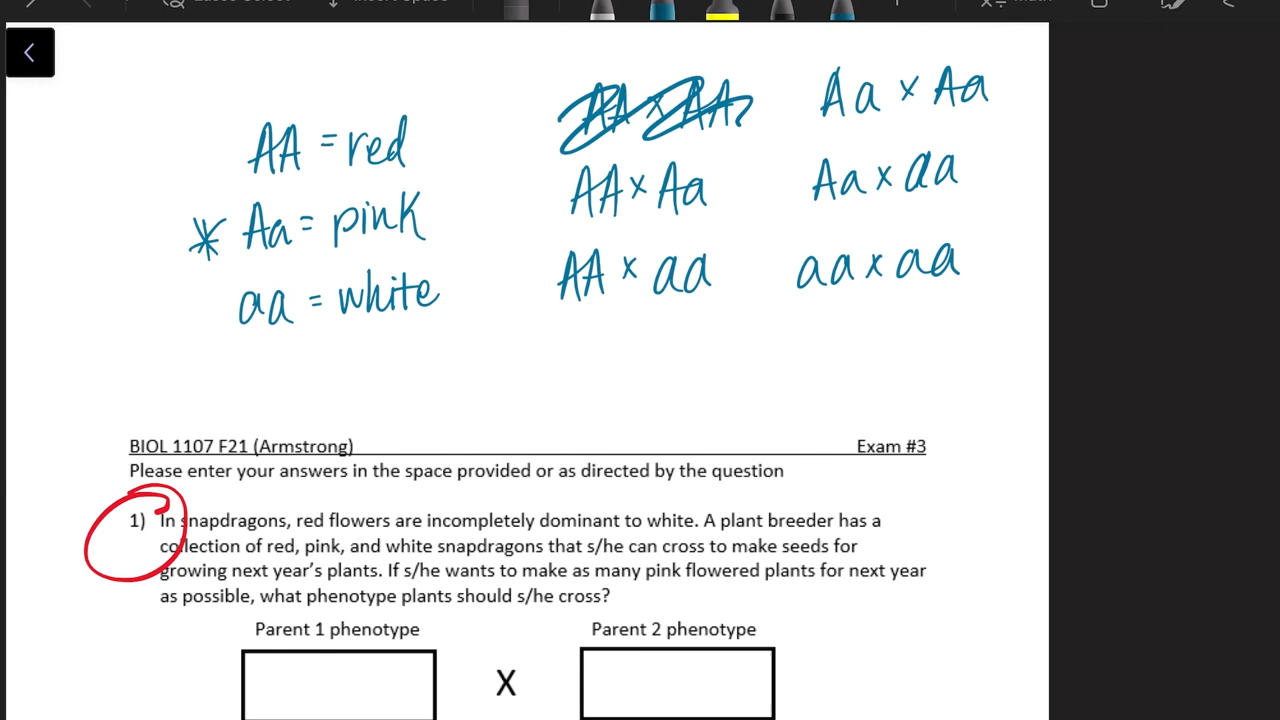 AA = red
* Aa = pink
aa = white
AA x AA
AA x Aa
AA x aa
Aa x Aa
Aa x aa
aa x aa
BIOL 1107 F21 (Armstrong) Exam #3
Please enter your answers in the space provided or as directed by the question
1) In snapdragons, red flowers are incompletely dominant to white. A plant breeder has a
collection of red, pink, and white snapdragons that s/he can cross to make seeds for
growing next year's plants. If s/he wants to make as many pink flowered plants for next year
as possible, what phenotype plants should s/he cross?
Parent 1 phenotype Parent 2 phenotype
X